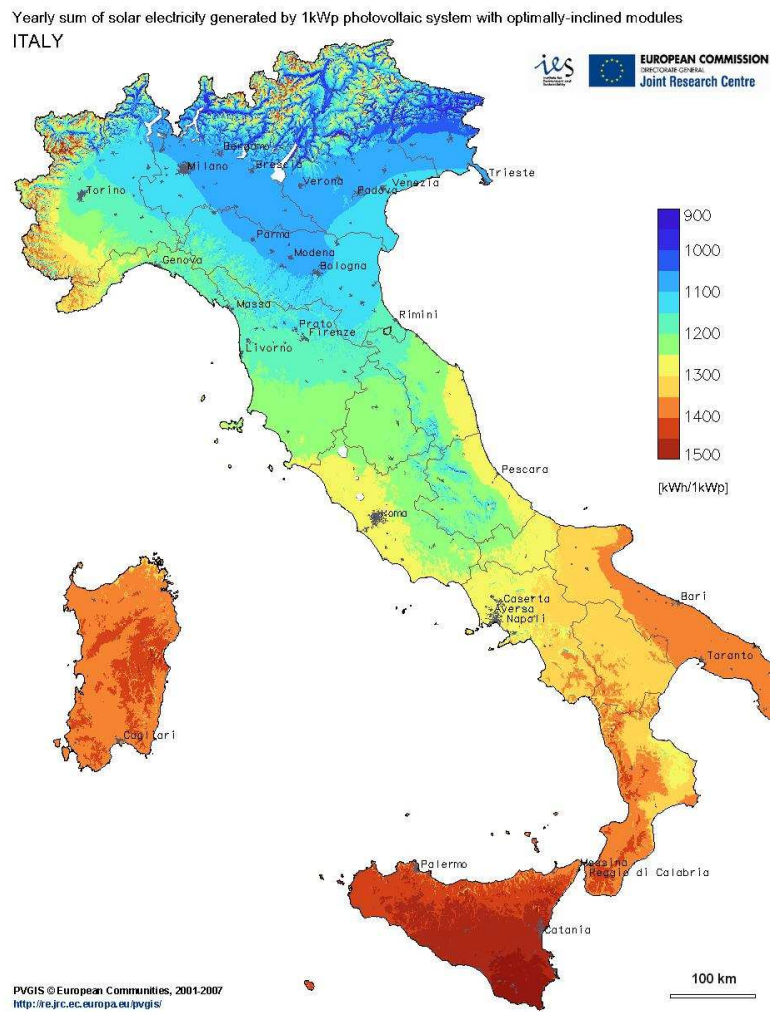 Yearly sum of solar electricity generated by 1kWp photovoltaic system with optimally-inclined modules
ITALY
ies
EUROPEAN COMMISSION
DIRECTORATE-GENERAL
Joint Research Centre
Bergamo
Milano
Brescia
Trieste
Verona
Venezia
Padova
Torino
900
1000
1100
1200
1300
1400
1500
[kWh/1kWp]
Parma
Modena
Genova
Bologna
Massa
Rimini
Prato
Firenze
Livorno
Pescara
Roma
Caserta
Aversa
Napoli
Bari
Taranto
Cagliari
Palermo
Messina
Reggio di Calabria
Catania
100 km
PVGIS © European Communities, 2001-2007
http://re.jrc.ec.europa.eu/pvgis/